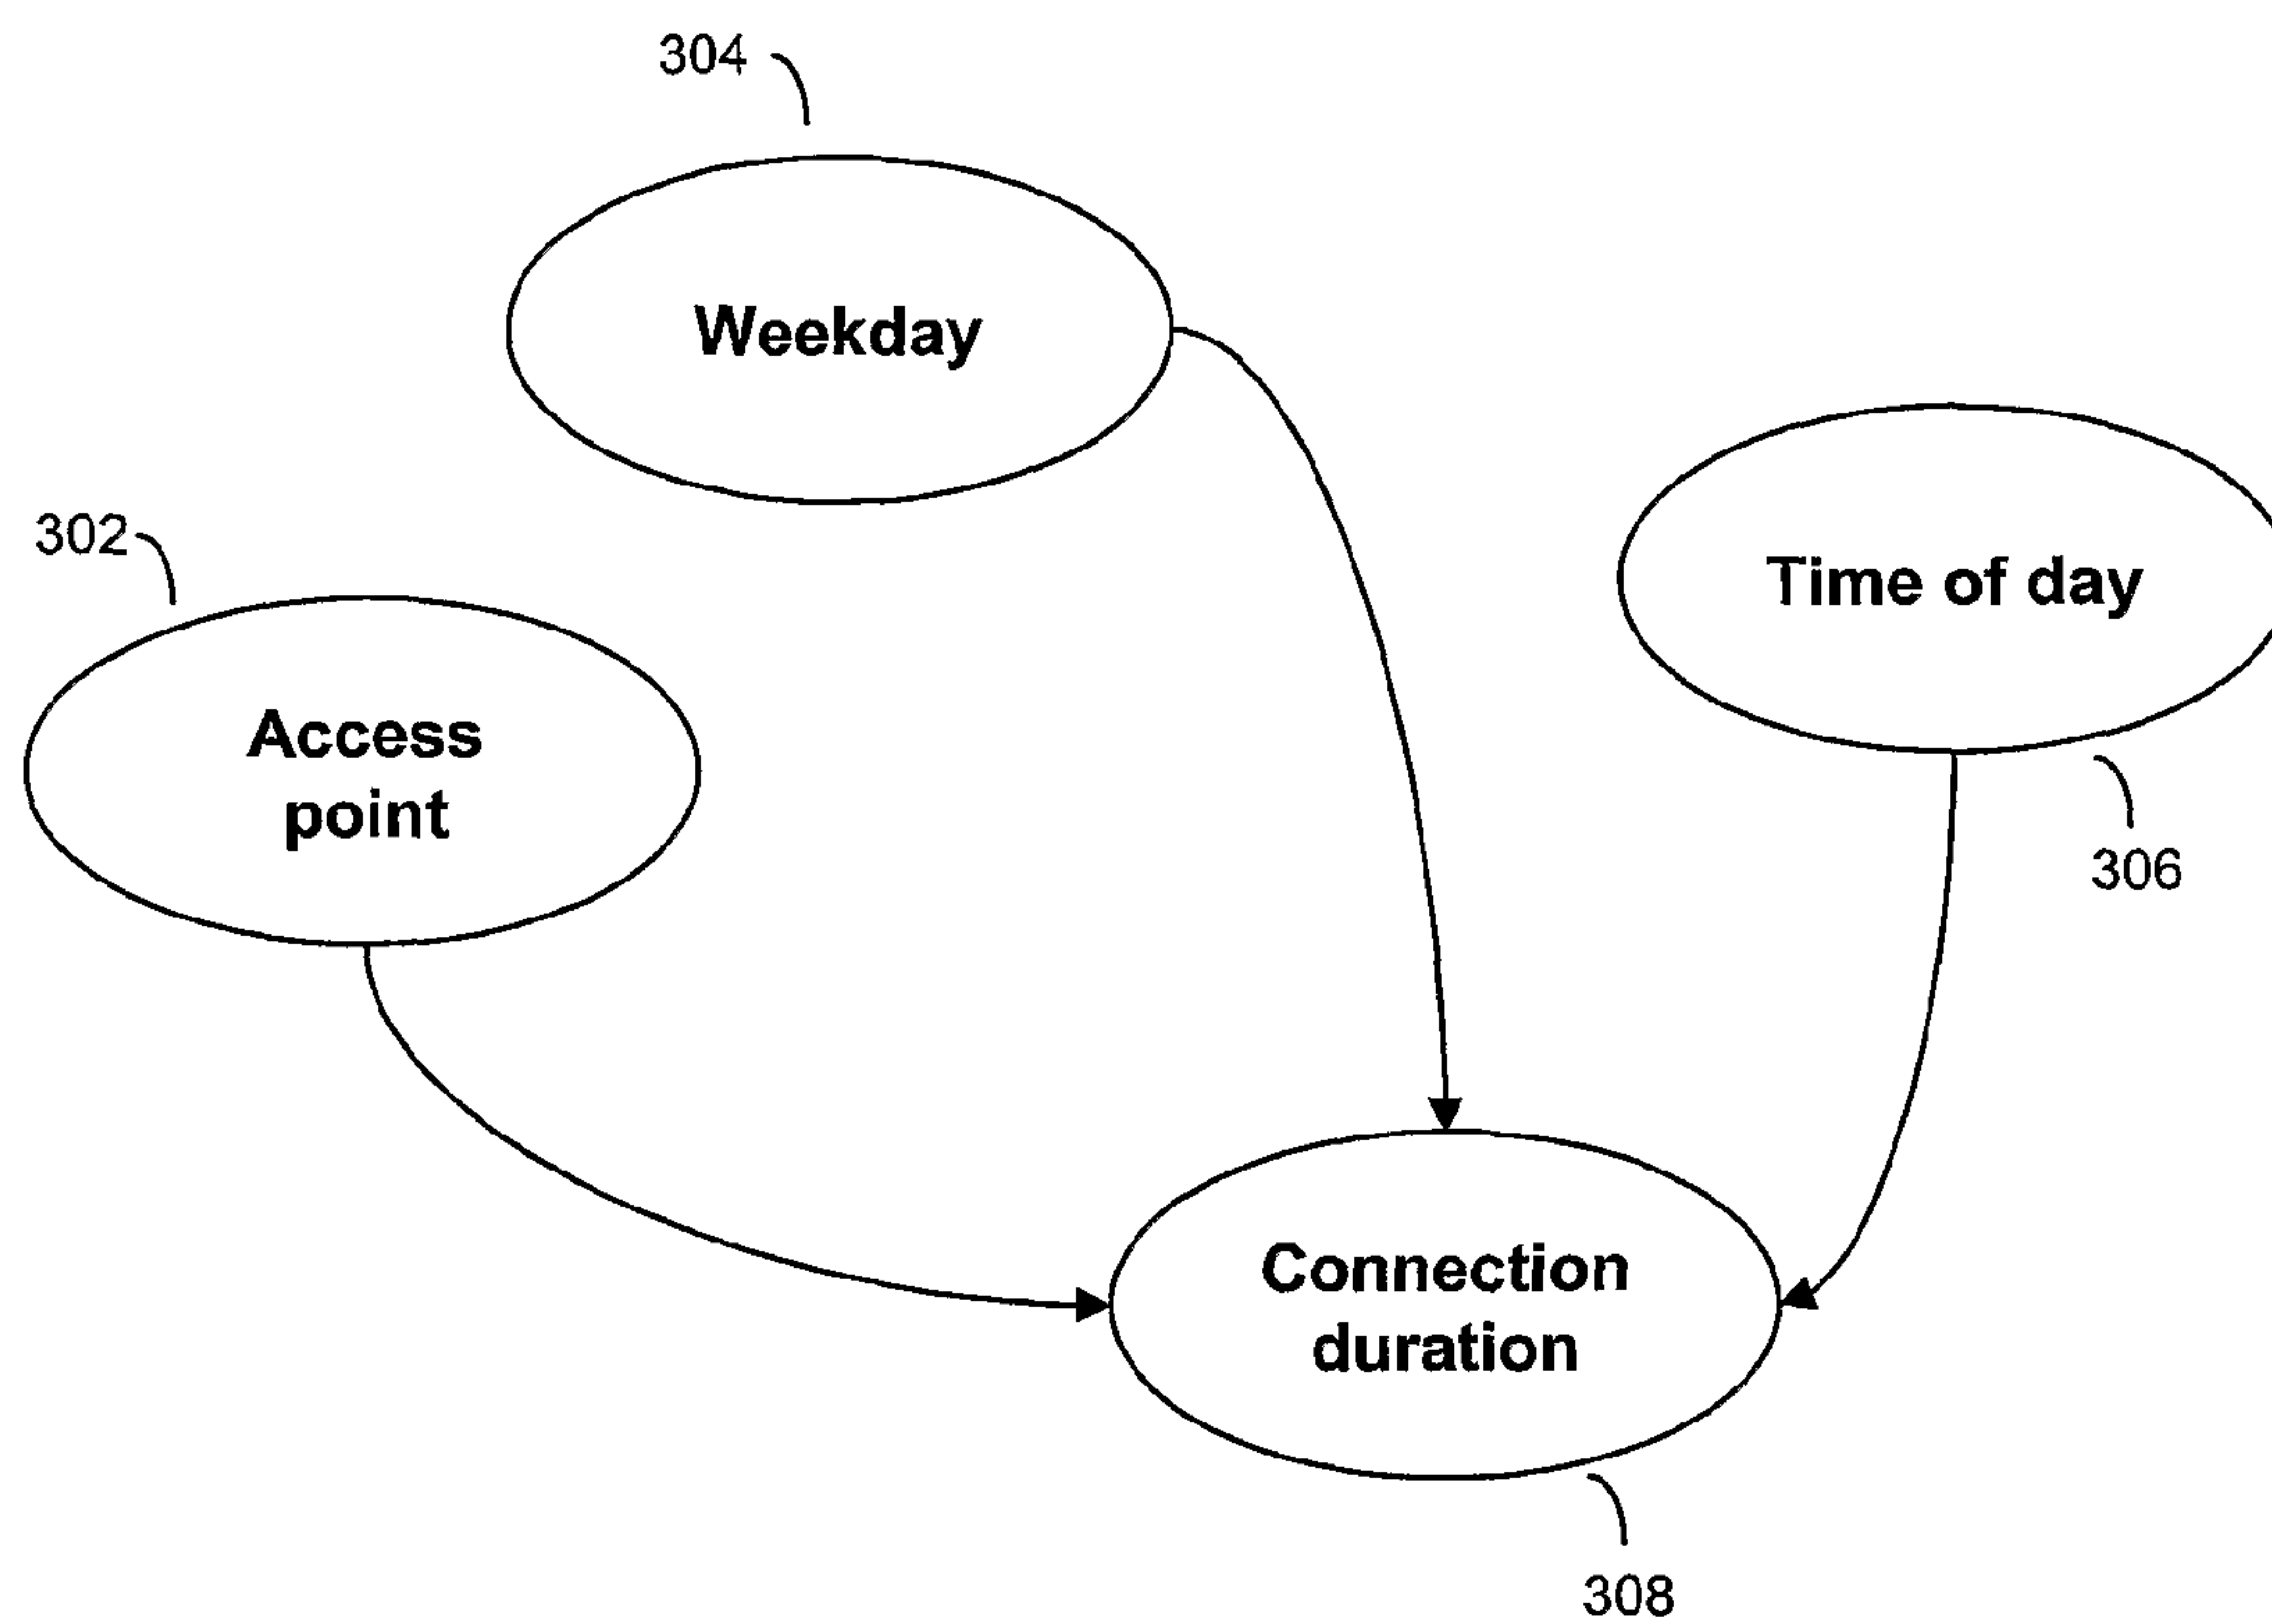 304
Weekday
302
Time of day
Access
point
306
Connection
duration
308